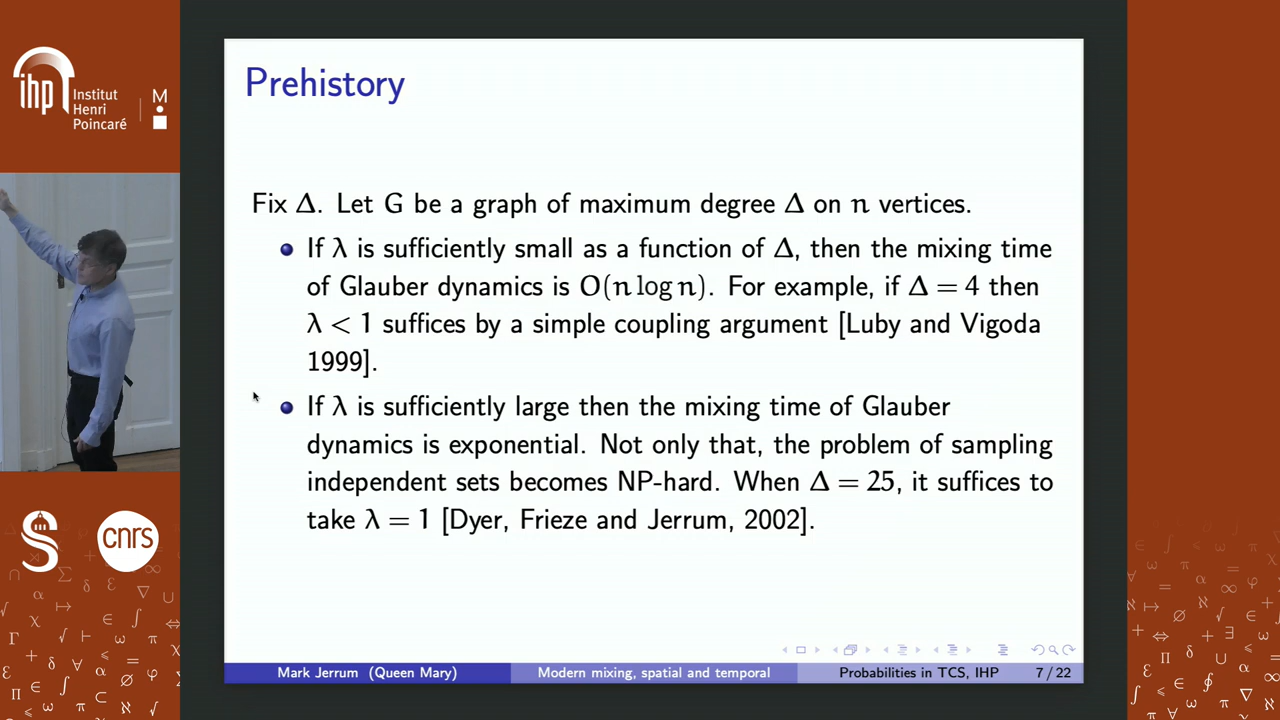 ihp
Institut
Henri
Poincaré
M
Prehistory
Fix Δ. Let G be a graph of maximum degree Δ on n vertices.
If λ is sufficiently small as a function of Δ, then the mixing time
of Glauber dynamics is O(n log n). For example, if Δ = 4 then
λ < 1 suffices by a simple coupling argument [Luby and Vigoda
1999].
If λ is sufficiently large then the mixing time of Glauber
dynamics is exponential. Not only that, the problem of sampling
independent sets becomes NP-hard. When Δ = 25, it suffices to
take λ = 1 [Dyer, Frieze and Jerrum, 2002].
S
cnrs
Mark Jerrum (Queen Mary)
Modern mixing, spatial and temporal
Probabilities in TCS, IHP
7 / 22